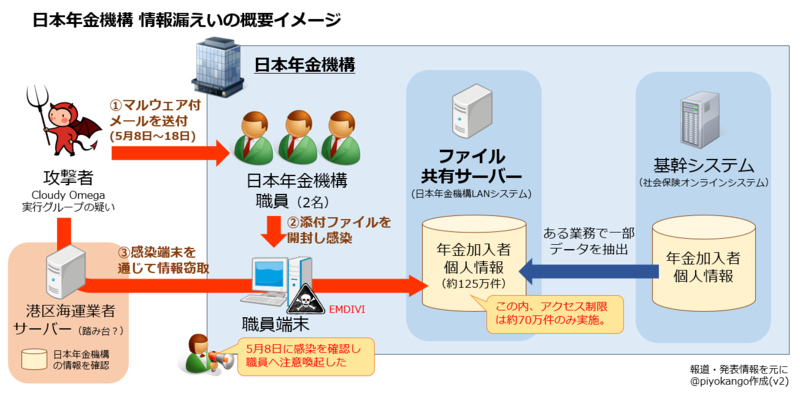 日本年金機構 情報漏えいの概要イメージ
日本年金機構
①マルウェア付
メールを送付
(5月8日～18日)
攻撃者
Cloudy Omega
実行グループの疑い
日本年金機構
職員（2名）
②添付ファイルを
開封し感染
③感染端末を
通じて情報窃取
港区海運業者
サーバー（踏み台？）
日本年金機構
の情報を確認
EMDIVI
職員端末
5月8日に感染を確認し
職員へ注意喚起した
ファイル
共有サーバー
(日本年金機構LANシステム)
年金加入者
個人情報
(約125万件)
この内、アクセス制限
は約70万件のみ実施。
ある業務で一部
データを抽出
基幹システム
（社会保険オンラインシステム）
年金加入者
個人情報
報道・発表情報を元に
@piyokango作成(v2)